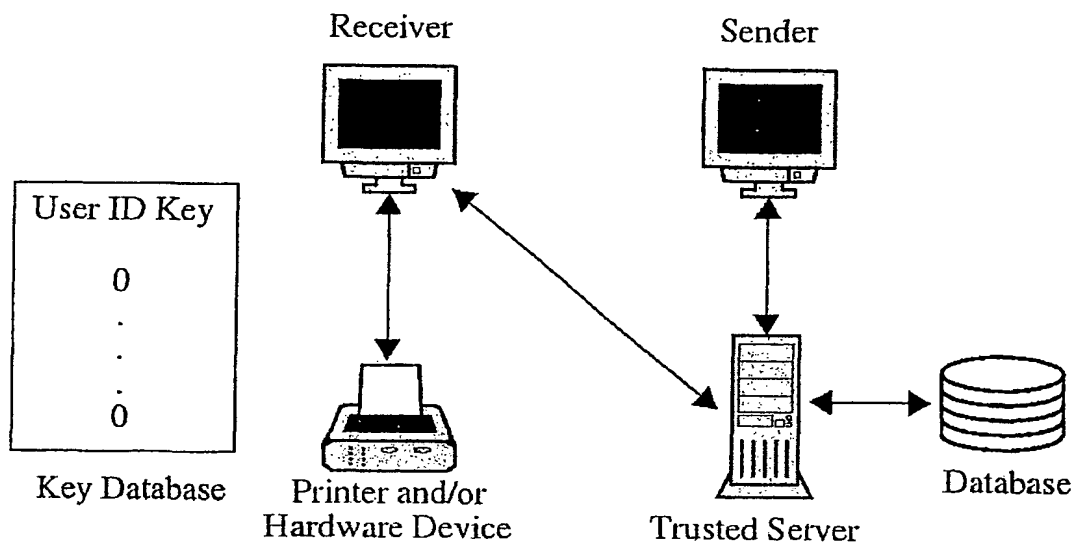 Receiver
Sender
User ID Key
0
.
.
.
0
Key Database
Printer and/or
Hardware Device
Trusted Server
Database